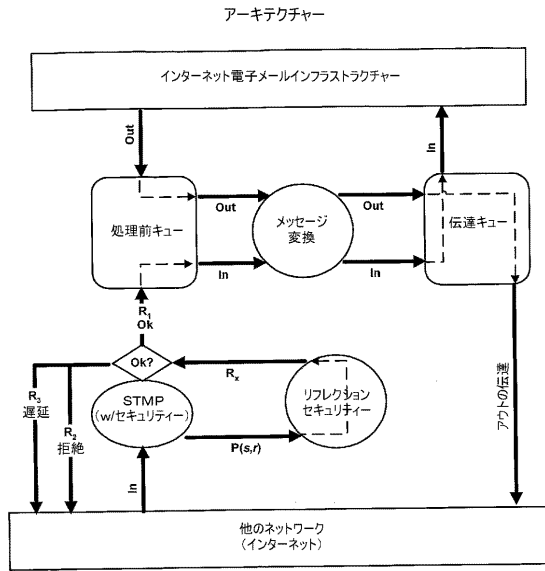 アーキテクチャー
インターネット電子メールインフラストラクチャー
Out
In
処理前キュー
Out
In
メッセージ
変換
Out
In
伝達キュー
R1
Ok
Ok?
Rx
R3
遅延
R2
拒絶
STMP
(w/セキュリティー)
リフレクション
セキュリティー
P(s,r)
In
アウトの伝達
他のネットワーク
(インターネット)